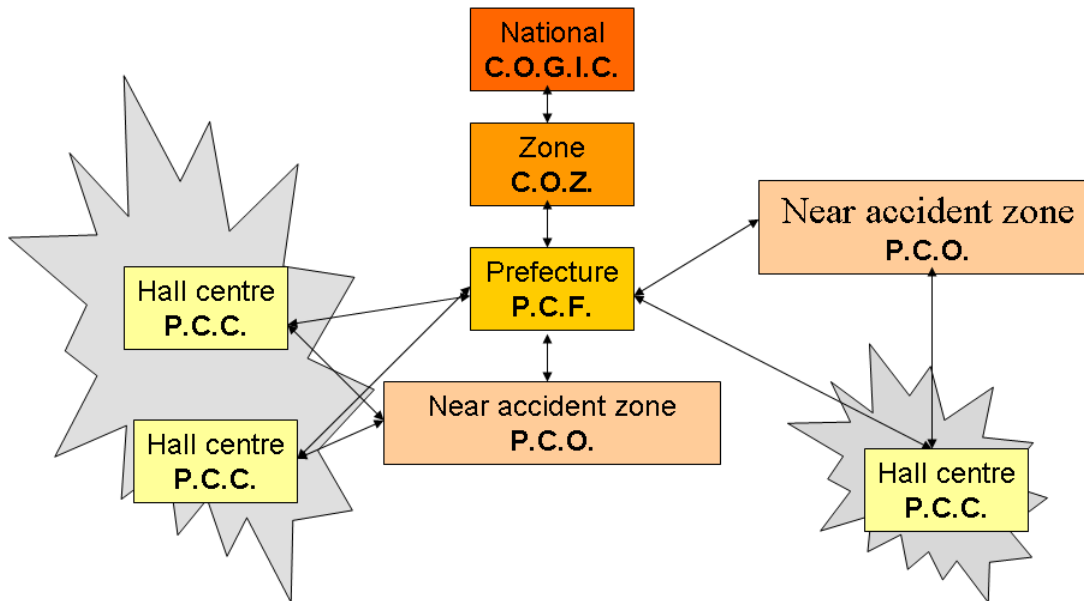 National
C.O.G.I.C.
Zone
C.O.Z.
Near accident zone
P.C.O.
Prefecture
P.C.F.
Hall centre
P.C.C.
Near accident zone
P.C.O.
Hall centre
P.C.C.
Hall centre
P.C.C.